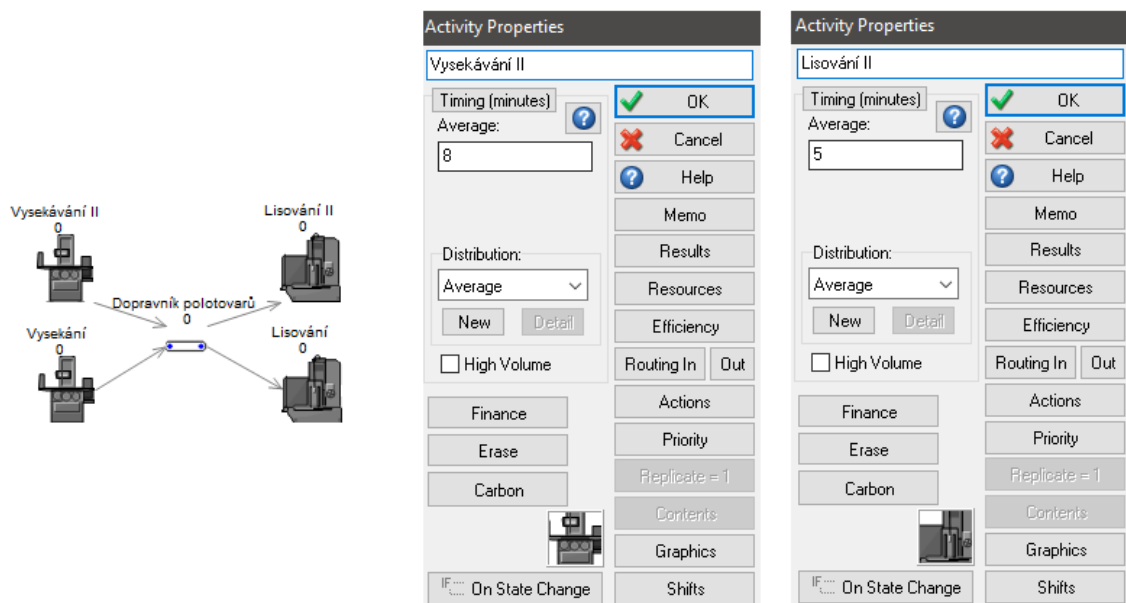 Vysekávání II
0
Lisování II
0
Dopravník polotovarů
0
Vysekání
0
Lisování
0
Activity Properties
Vysekávání II
Timing (minutes)
Average:
8
Distribution:
Average
New
Detail
High Volume
Finance
Erase
Carbon
IF
On State Change
OK
Cancel
Help
Memo
Results
Resources
Efficiency
Routing In
Out
Actions
Priority
Replicate = 1
Contents
Graphics
Shifts
Activity Properties
Lisování II
Timing (minutes)
Average:
5
Distribution:
Average
New
Detail
High Volume
Finance
Erase
Carbon
IF
On State Change
OK
Cancel
Help
Memo
Results
Resources
Efficiency
Routing In
Out
Actions
Priority
Replicate = 1
Contents
Graphics
Shifts